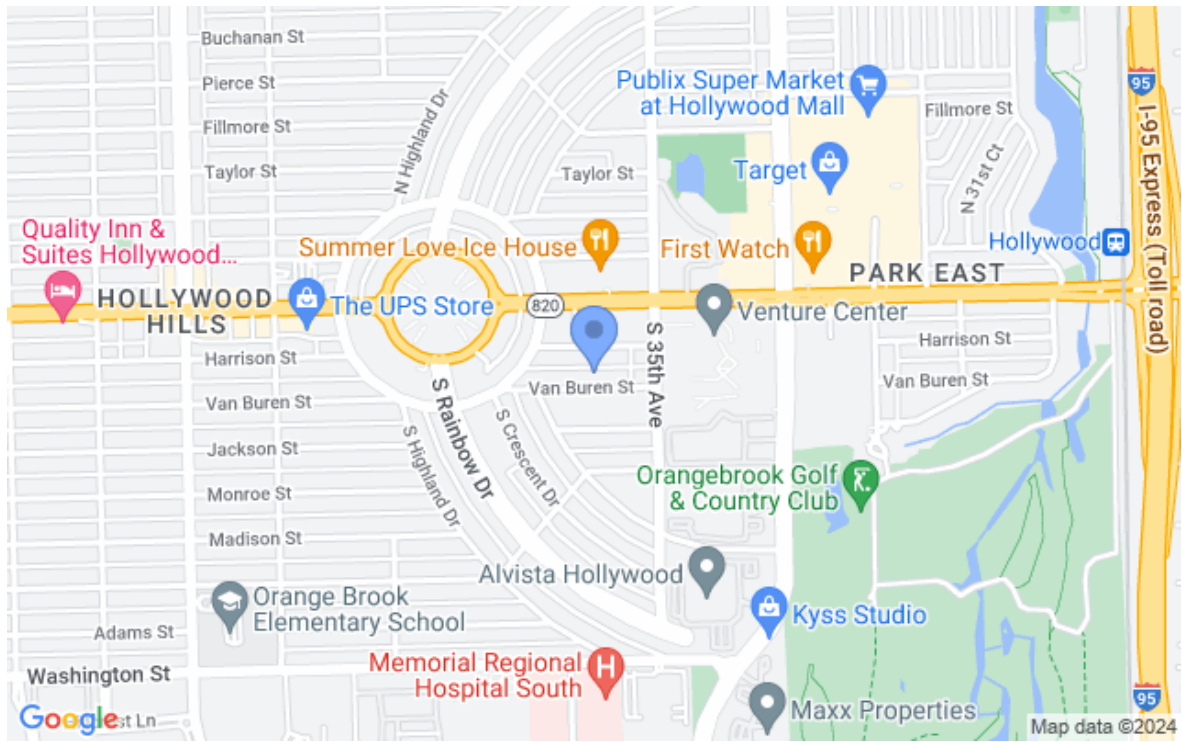 Buchanan St
Pierce St
Fillmore St
Taylor St
N Highland Dr
Publix Super Market
at Hollywood Mall
Fillmore St
95
I-95 Express (Toll road)
Taylor St
Target
N 31st Ct
Quality Inn &
Suites Hollywood...
Summer Love Ice House
First Watch
Hollywood
PARK EAST
HOLLYWOOD
HILLS
The UPS Store
820
Venture Center
S 35th Ave
Harrison St
Harrison St
Van Buren St
Van Buren St
Van Buren St
S Rainbow Dr
S Crescent Dr
S Highland Dr
Jackson St
Monroe St
Madison St
Orangebrook Golf
& Country Club
Alvista Hollywood
Orange Brook
Elementary School
Kyss Studio
Adams St
Washington St
Memorial Regional
Hospital South
H
95
Maxx Properties
Google
st Ln
Map data ©2024